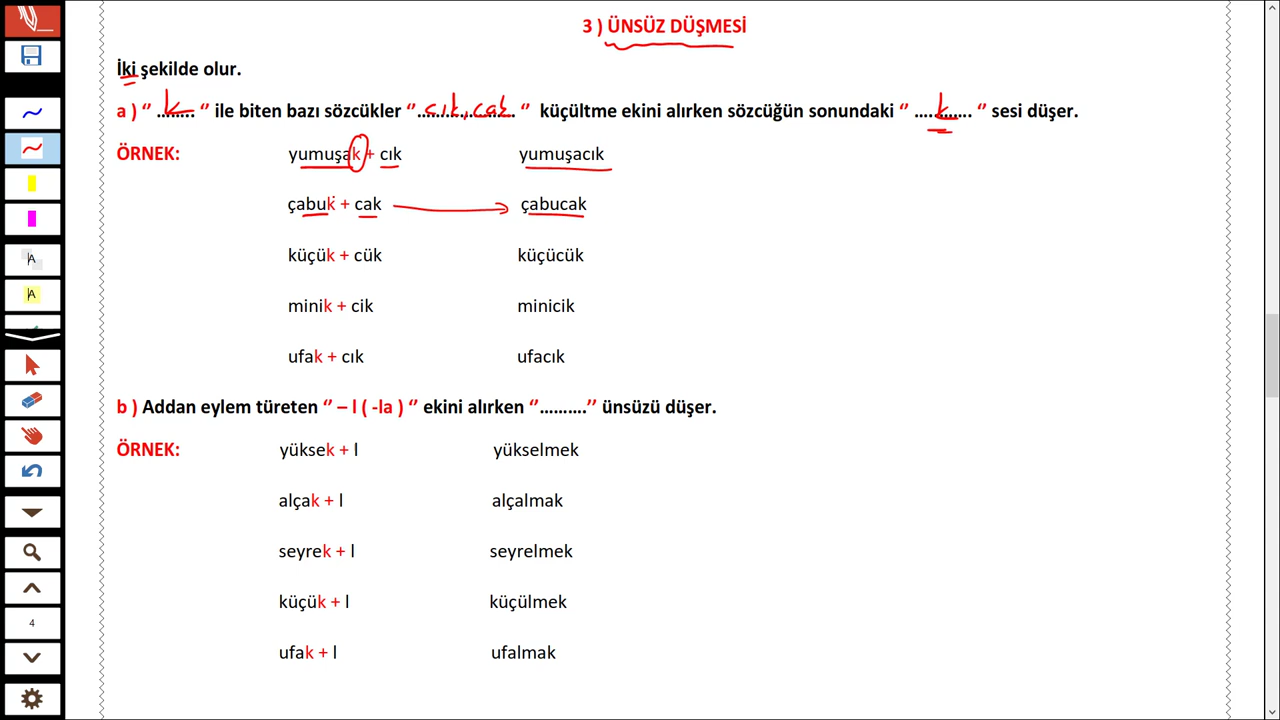 3 ) ÜNSÜZ DÜŞMESİ
İki şekilde olur.
a ) ‘’ ...k..... ‘’ ile biten bazı sözcükler ‘’...cık, cak... ‘’ küçültme ekini alırken sözcüğün sonundaki ‘’ ....k..... ‘’ sesi düşer.
ÖRNEK: yumuşak + cık yumuşacık
çabuk + cak çabucak
küçük + cük küçücük
minik + cik minicik
ufak + cık ufacık
b ) Addan eylem türeten ‘’ – l ( -la ) ‘’ ekini alırken ‘’..........’’ ünsüzü düşer.
ÖRNEK: yüksek + l yükselmek
alçak + l alçalmak
seyrek + l seyrelmek
küçük + l küçülmek
ufak + l ufalmak
A
A
4